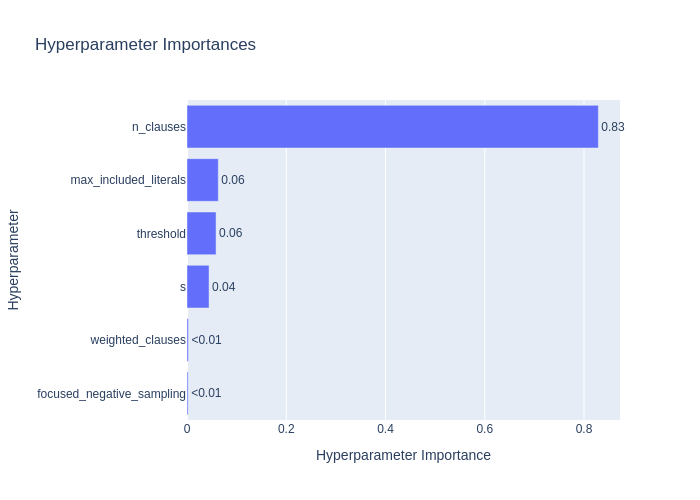 Hyperparameter Importances
n_clauses
0.83
max_included_literals
0.06
threshold
0.06
s
0.04
weighted_clauses
<0.01
focused_negative_sampling
<0.01
0
0.2
0.4
0.6
0.8
Hyperparameter Importance
Hyperparameter